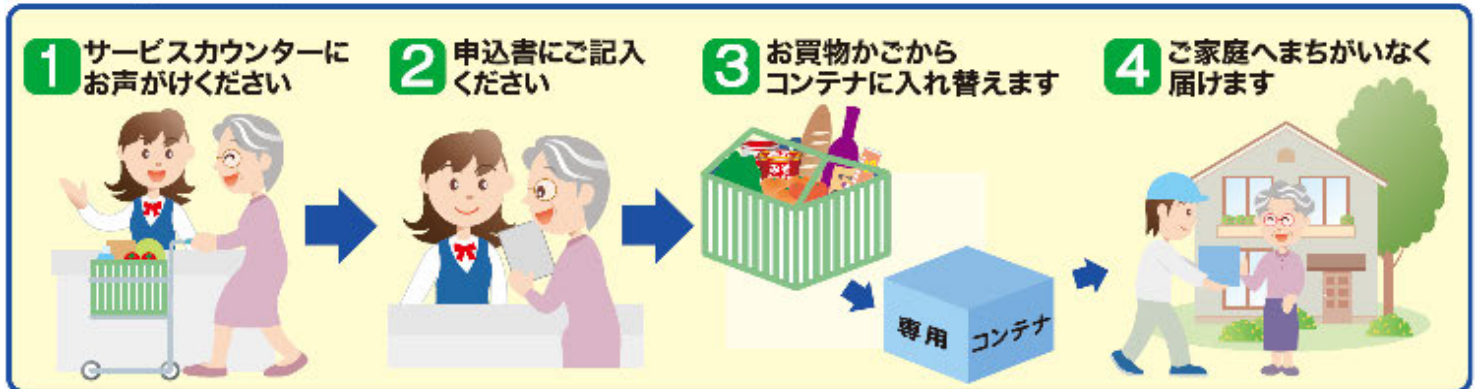 1 サービスカウンターに
お声がけください
2 申込書にご記入
ください
3 お買物かごから
コンテナに入れ替えます
4 ご家庭へまちがいなく
届けます
専用 コンテナ